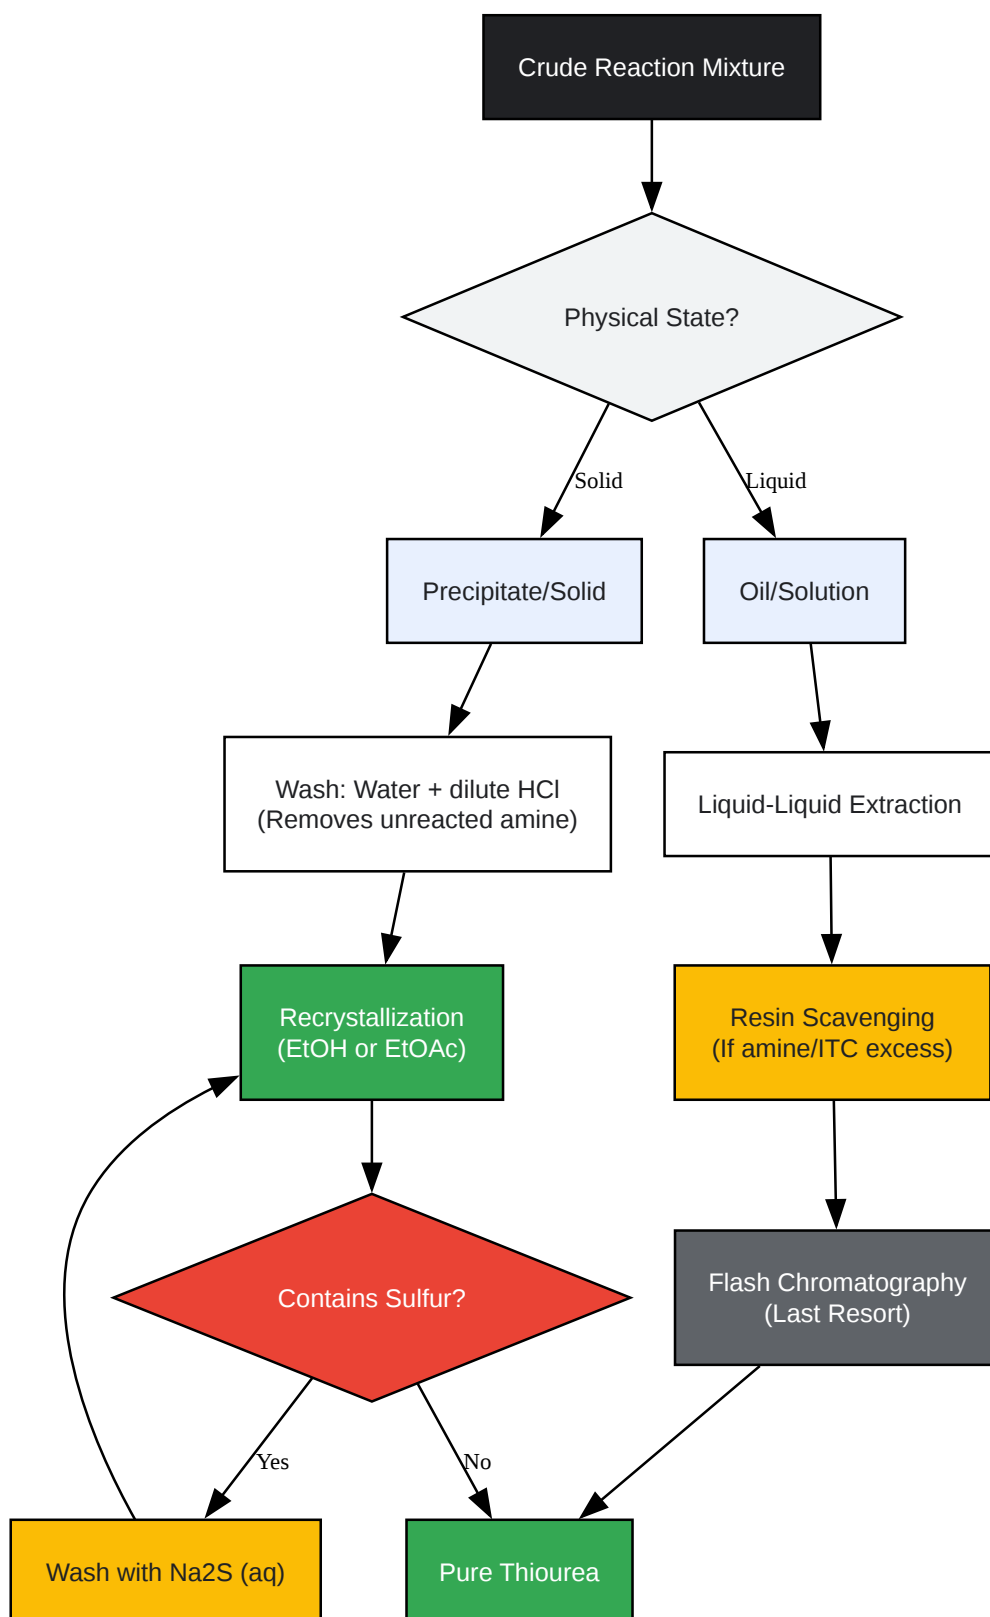 Crude Reaction Mixture
Physical State?
Solid
Liquid
Precipitate/Solid
Oil/Solution
Wash: Water + dilute HCl
(Removes unreacted amine)
Liquid-Liquid Extraction
Recrystallization
(EtOH or EtOAc)
Resin Scavenging
(If amine/ITC excess)
Contains Sulfur?
Flash Chromatography
(Last Resort)
Yes
No
Wash with Na2S (aq)
Pure Thiourea